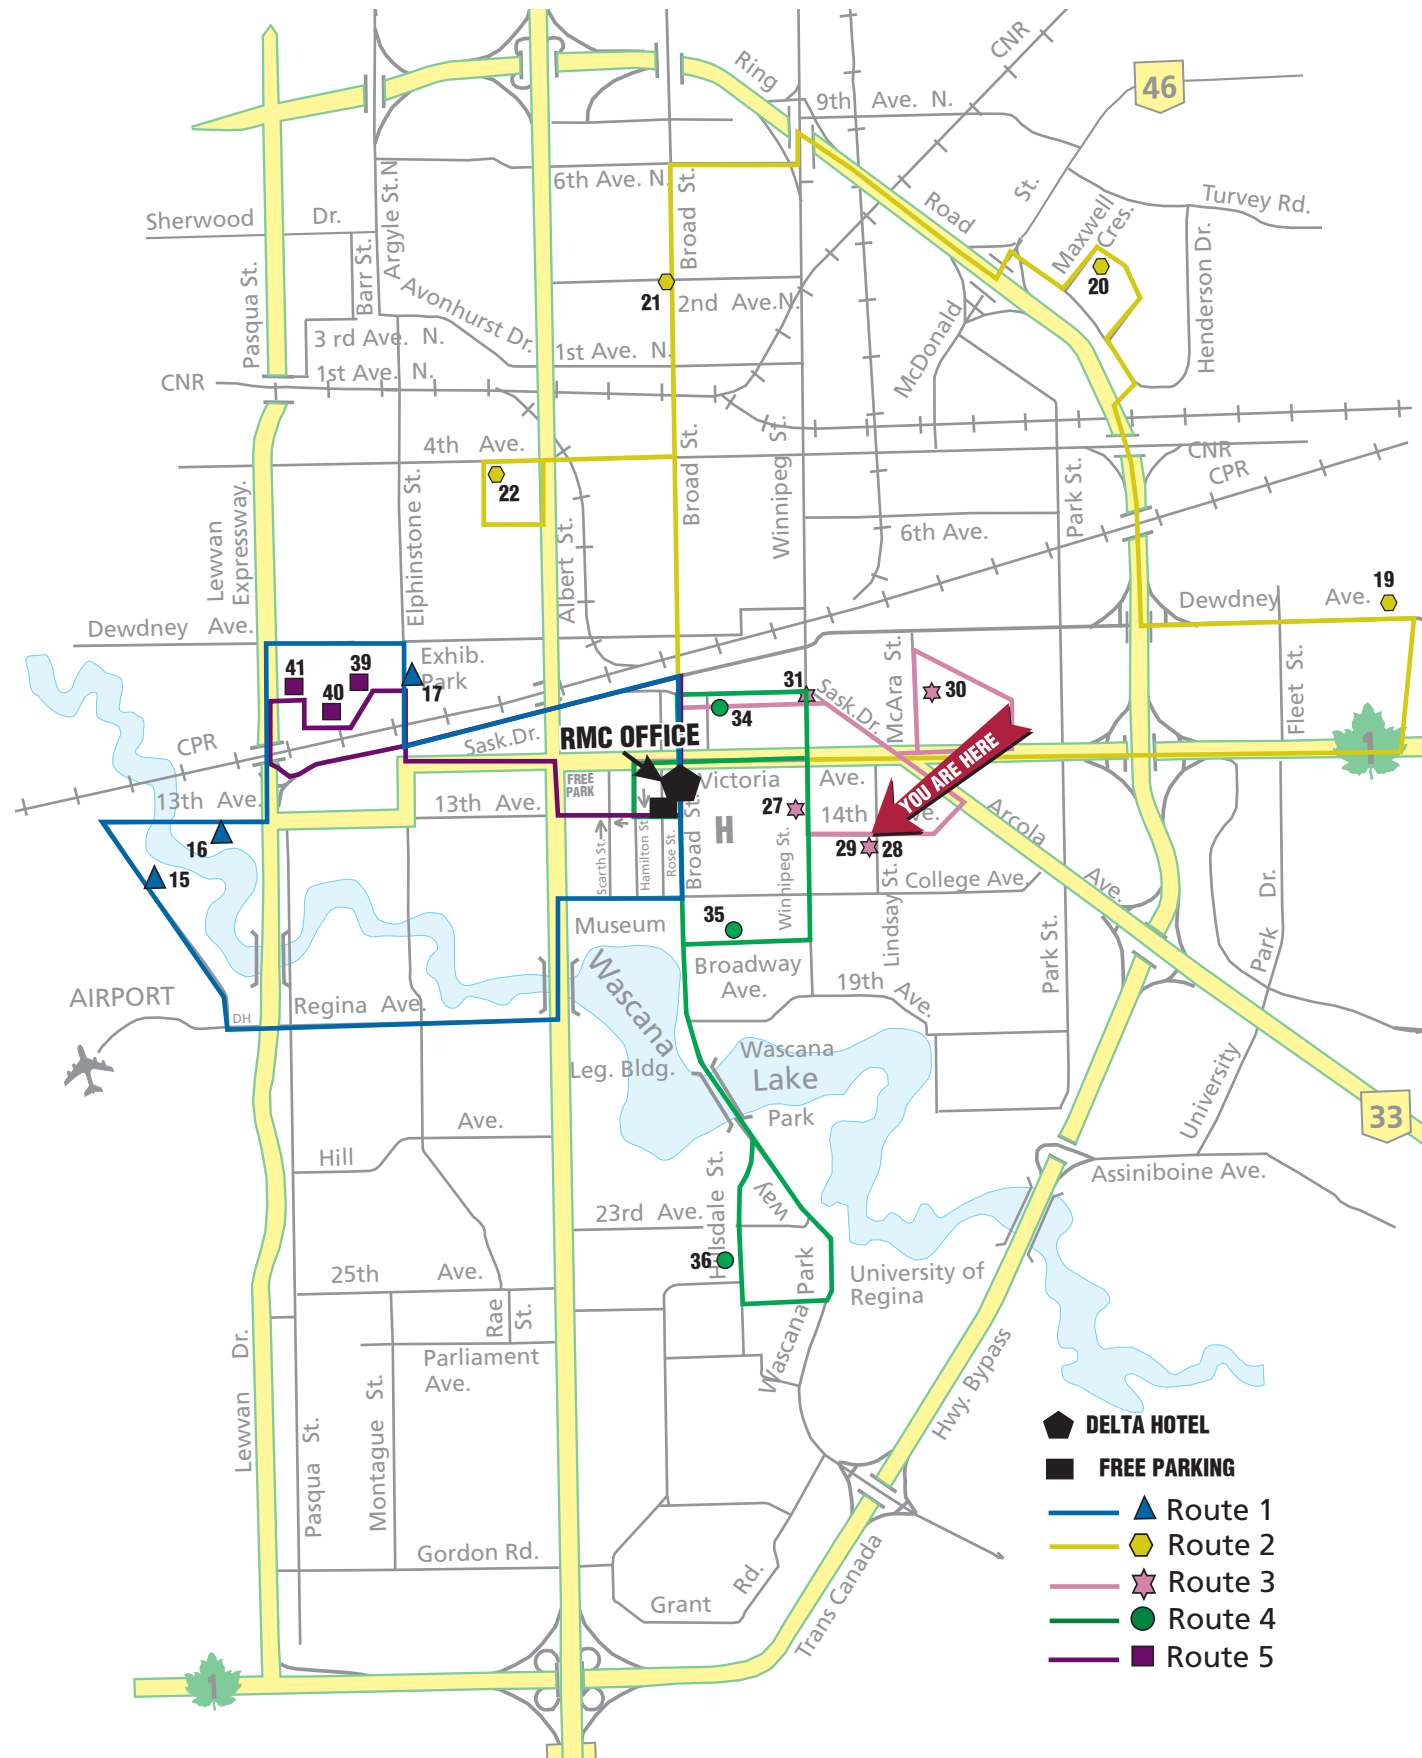 CNR
Ring
46
9th Ave. N.
6th Ave. N.
Argyle St.N
Broad St.
Road
St.
Turvey Rd.
Maxwell
Cres.
Sherwood Dr.
Barr St.
Pasqua St.
Henderson Dr.
20
21
2nd Ave.N.
Avonhurst Dr.
3 rd Ave. N.
1st Ave. N.
1st Ave. N.
McDonald
CNR
4th Ave.
Broad St.
Winnipeg St.
CNR
CPR
Park St.
22
Elphinstone St.
Lewvan
Expressway.
Albert St.
6th Ave.
19
Dewdney Ave.
Dewdney Ave.
Exhib.
Park
17
41
39
40
McAra St.
Fleet St.
31
30
Sask.Dr.
34
CPR
Sask.Dr.
RMC OFFICE
YOU ARE HERE
1
FREE
PARK
Victoria Ave.
13th Ave.
13th Ave.
27
14th Ave.
Arcola Ave.
H
16
15
Scarth St.
Hamilton St.
Rose St.
Broad St.
Winnipeg St.
29
28
Lindsay St.
College Ave.
Park Dr.
35
Museum
Broadway
Ave.
Park St.
19th Ave.
AIRPORT
DH
Regina Ave.
Wascana
Leg. Bldg.
Wascana
Lake
Park
University
33
Hill Ave.
Assiniboine Ave.
Hillsdale St.
Way
23rd Ave.
36
25th Ave.
University of
Regina
Wascana Park
Rae St.
Parliament
Ave.
Lewvan Dr.
Pasqua St.
Montague St.
Hwy. Bypass
Gordon Rd.
Grant Rd.
Trans Canada
1
DELTA HOTEL
FREE PARKING
Route 1
Route 2
Route 3
Route 4
Route 5